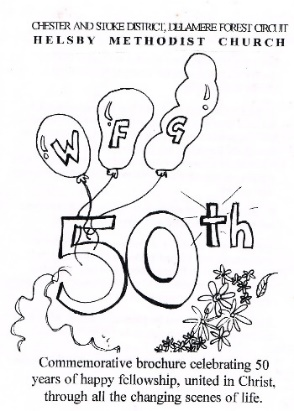 CHESTER AND STOKE DISTRICT, DELAMERE FOREST CIRCUIT
HELSBY METHODIST CHURCH
W F G
50th
Commemorative brochure celebrating 50
years of happy fellowship, united in Christ,
through all the changing scenes of life.